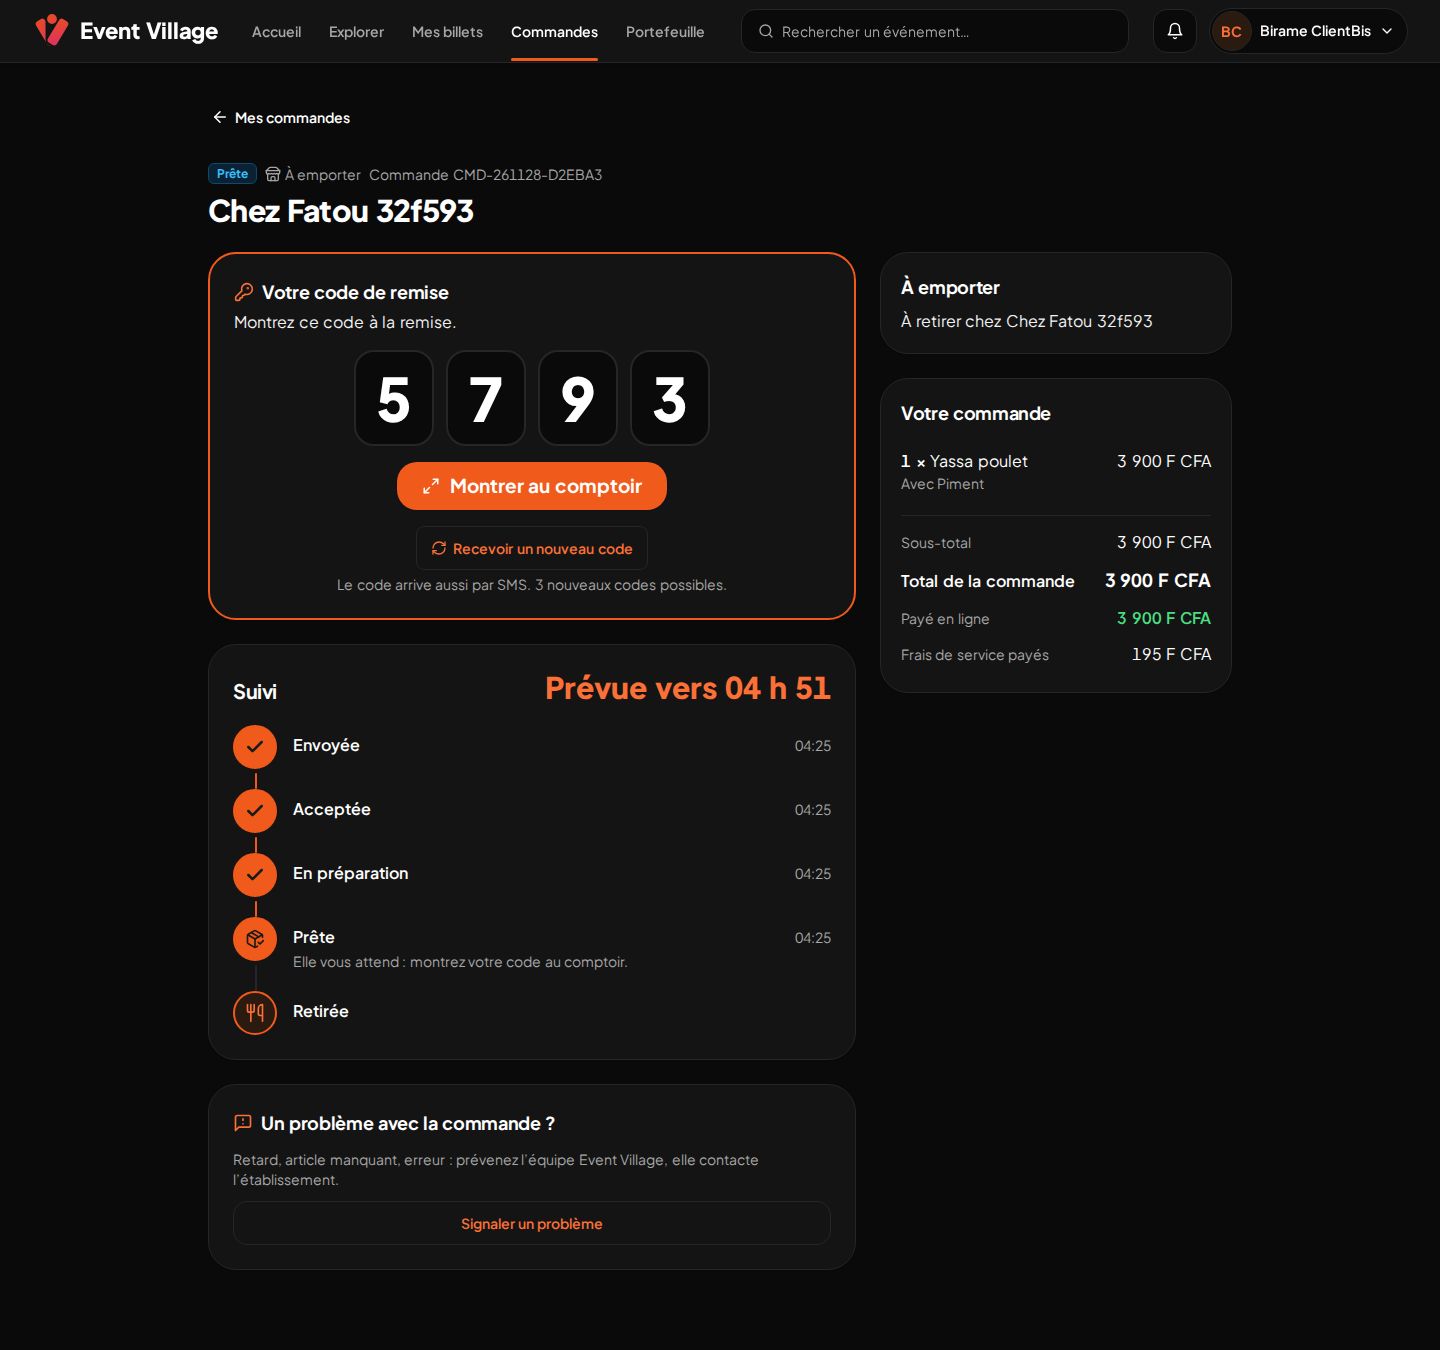 Event Village
Accueil
Explorer
Mes billets
Commandes
Portefeuille
Rechercher un événement...
BC
Birame ClientBis
Mes commandes
Prête
À emporter
Commande CMD-261128-D2EBA3
Chez Fatou 32f593
Votre code de remise
Montrez ce code à la remise.
5 7 9 3
Montrer au comptoir
Recevoir un nouveau code
Le code arrive aussi par SMS. 3 nouveaux codes possibles.
À emporter
À retirer chez Chez Fatou 32f593
Votre commande
1 × Yassa poulet 3 900 F CFA
Avec Piment
Sous-total 3 900 F CFA
Total de la commande 3 900 F CFA
Payé en ligne 3 900 F CFA
Frais de service payés 195 F CFA
Suivi
Prévue vers 04 h 51
Envoyée 04:25
Acceptée 04:25
En préparation 04:25
Prête 04:25
Elle vous attend : montrez votre code au comptoir.
Retirée
Un problème avec la commande ?
Retard, article manquant, erreur : prévenez l’équipe Event Village, elle contacte
l’établissement.
Signaler un problème